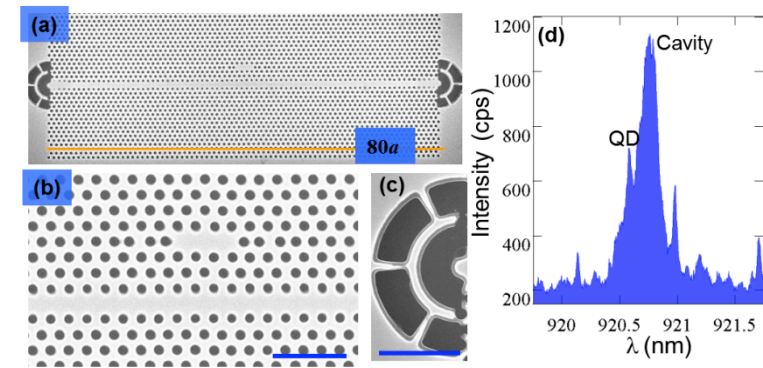 (a)
80a
(b)
(c)
(d)
Cavity
QD
Intensity (cps)
1200
1000
800
600
400
200
920
920.5
921
921.5
λ (nm)